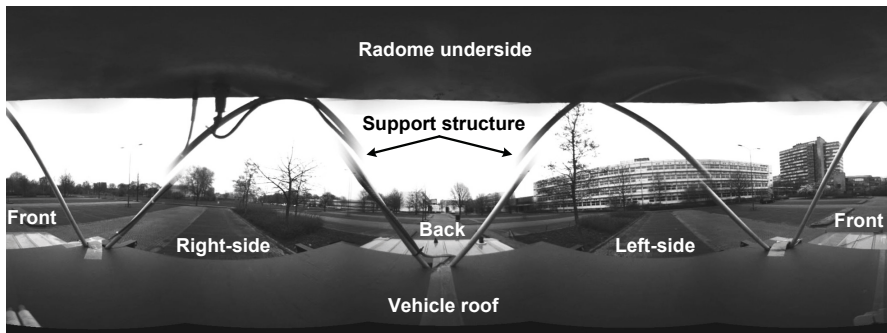 Radome underside
Support structure
Front
Right-side
Back
Left-side
Front
Vehicle roof